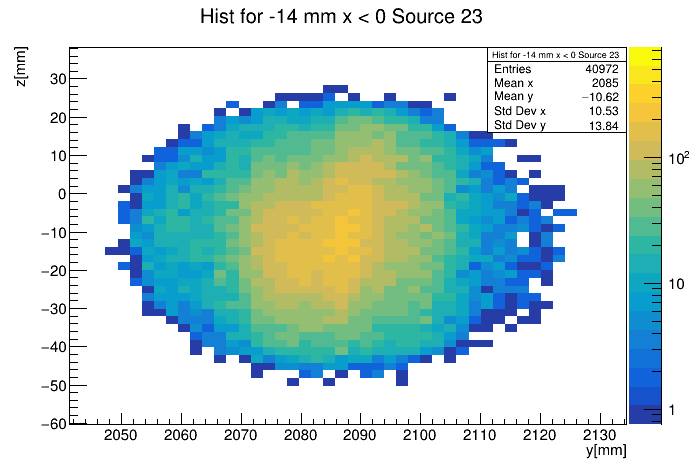 Hist for -14 mm x < 0 Source 23
z[mm]
Hist for -14 mm x < 0 Source 23
Entries 40972
Mean x 2085
Mean y −10.62
Std Dev x 10.53
Std Dev y 13.84
30
20
10
0
−10
−20
−30
−40
−50
−60
10²
10
1
2050 2060 2070 2080 2090 2100 2110 2120 2130
y[mm]